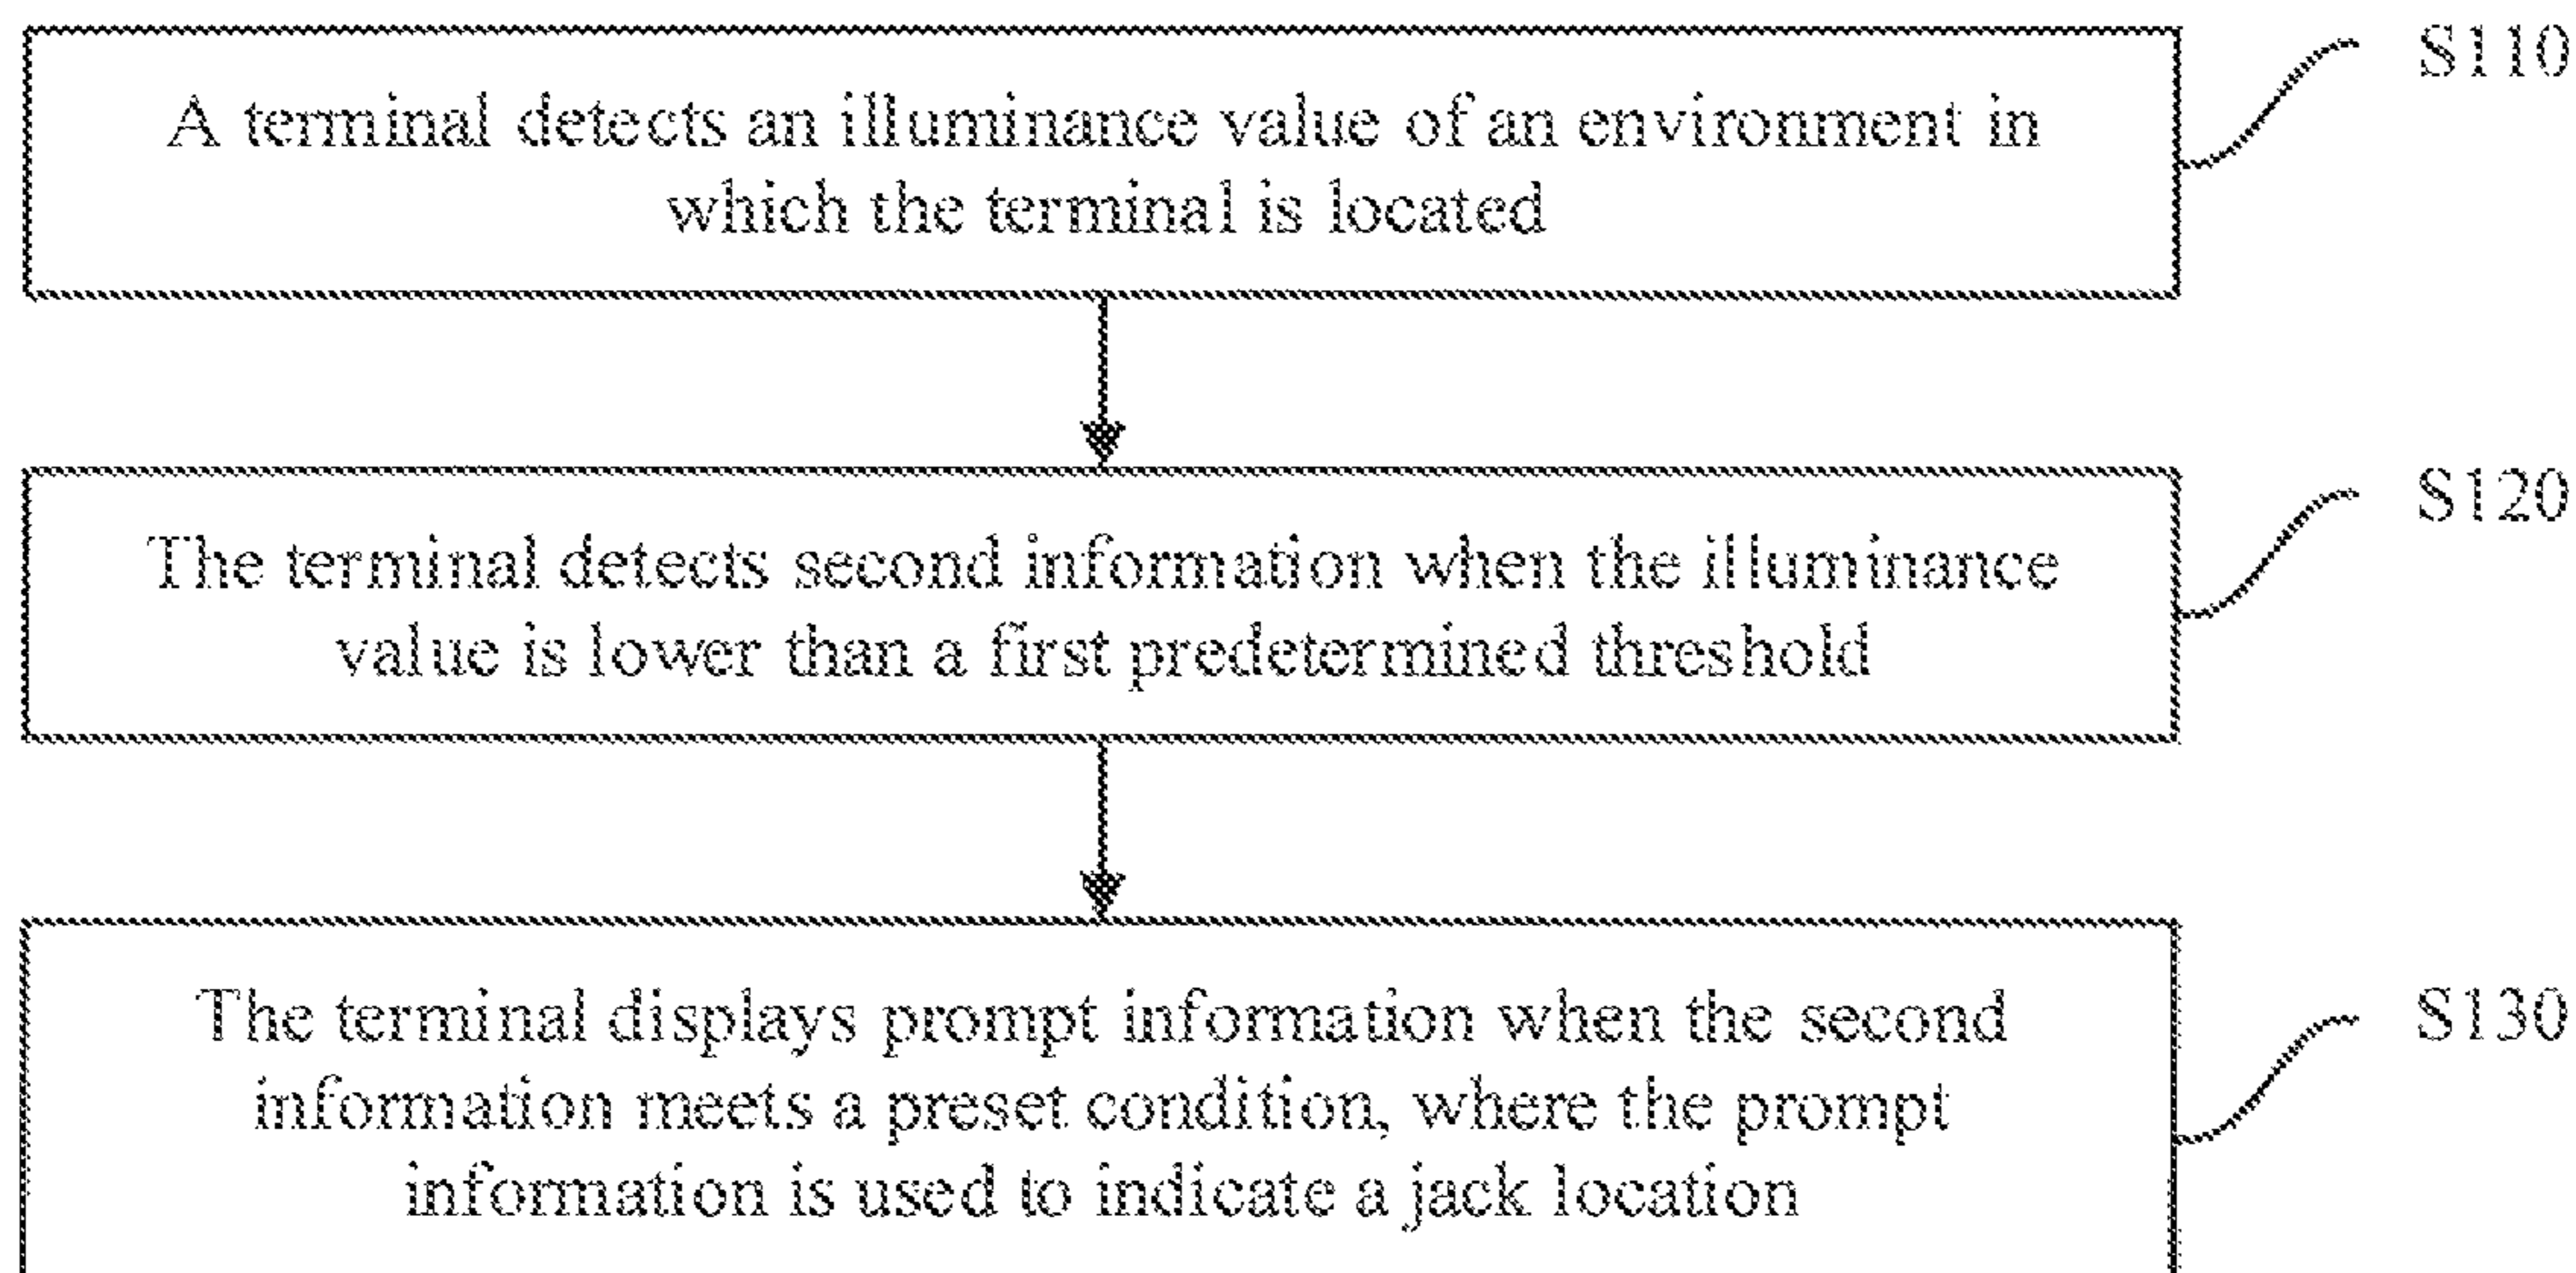 S110
A terminal detects an illuminance value of an environment in
which the terminal is located
S120
The terminal detects second information when the illuminance
value is lower than a first predetermined threshold
S130
The terminal displays prompt information when the second
information meets a preset condition, where the prompt
information is used to indicate a jack location